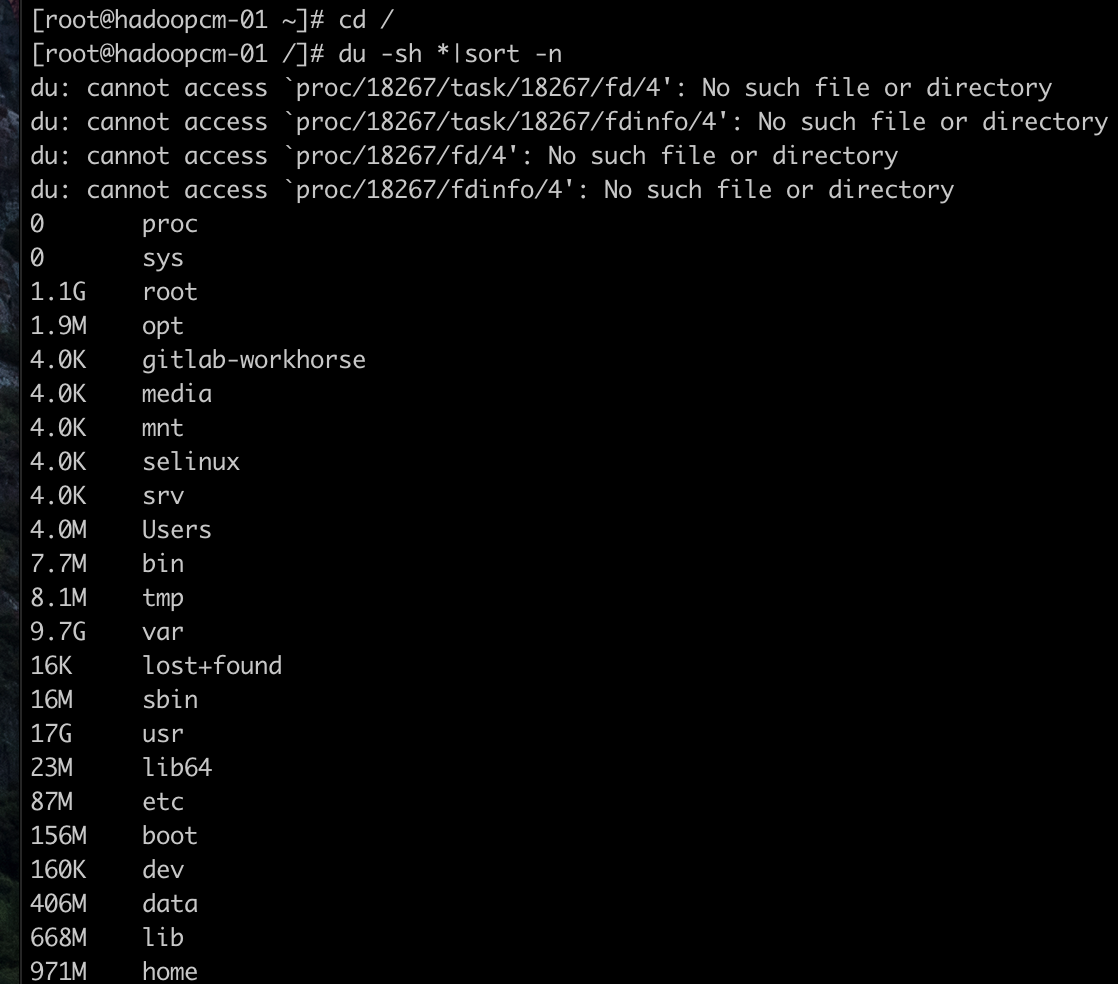 [root@hadoopcm-01 ~]# cd /
[root@hadoopcm-01 /]# du -sh *|sort -n
du: cannot access `proc/18267/task/18267/fd/4': No such file or directory
du: cannot access `proc/18267/task/18267/fdinfo/4': No such file or directory
du: cannot access `proc/18267/fd/4': No such file or directory
du: cannot access `proc/18267/fdinfo/4': No such file or directory
0       proc
0       sys
1.1G    root
1.9M    opt
4.0K    gitlab-workhorse
4.0K    media
4.0K    mnt
4.0K    selinux
4.0K    srv
4.0M    Users
7.7M    bin
8.1M    tmp
9.7G    var
16K     lost+found
16M     sbin
17G     usr
23M     lib64
87M     etc
156M    boot
160K    dev
406M    data
668M    lib
971M    home